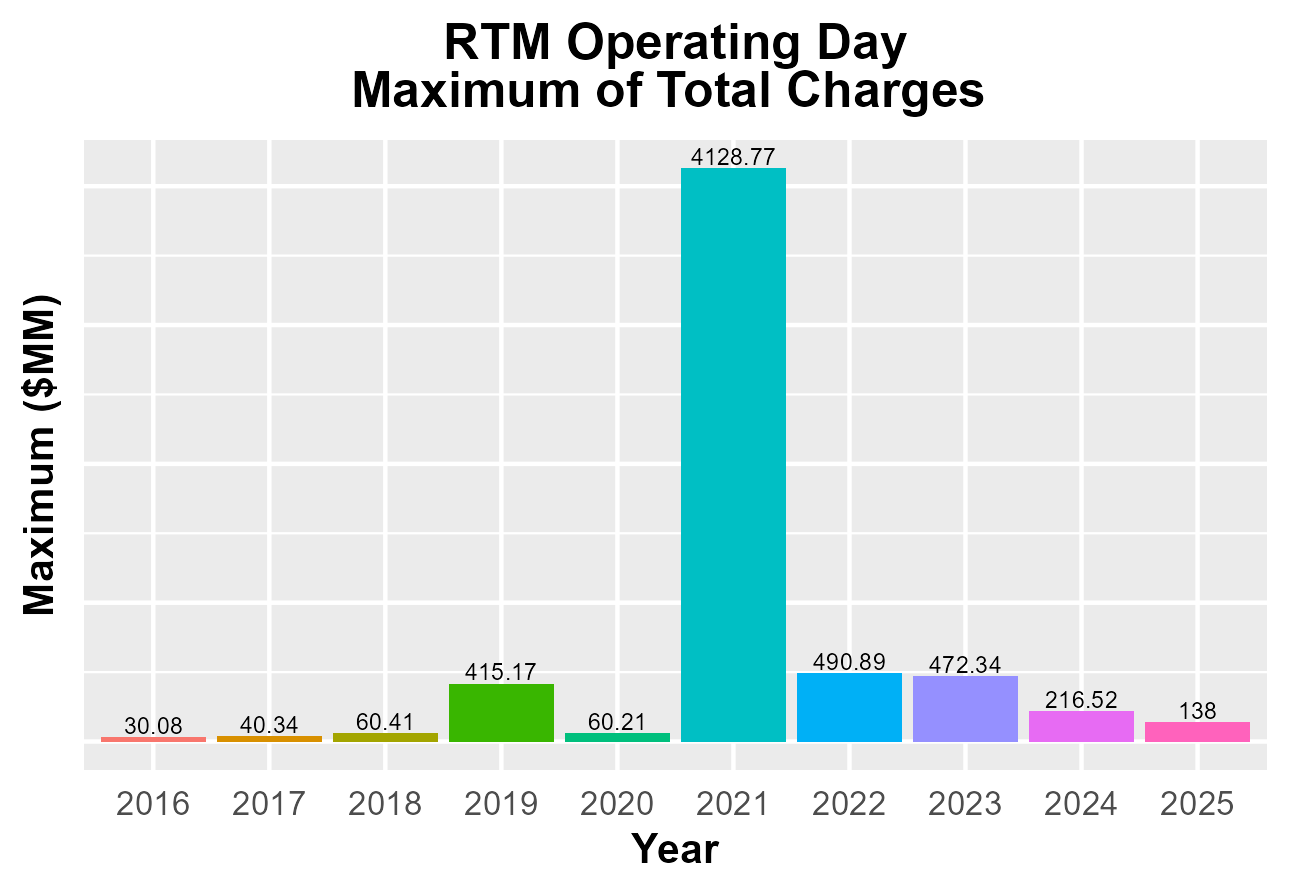 RTM Operating Day
Maximum of Total Charges
Maximum ($MM)
30.08
40.34
60.41
415.17
60.21
4128.77
490.89
472.34
216.52
138
2016 2017 2018 2019 2020 2021 2022 2023 2024 2025
Year